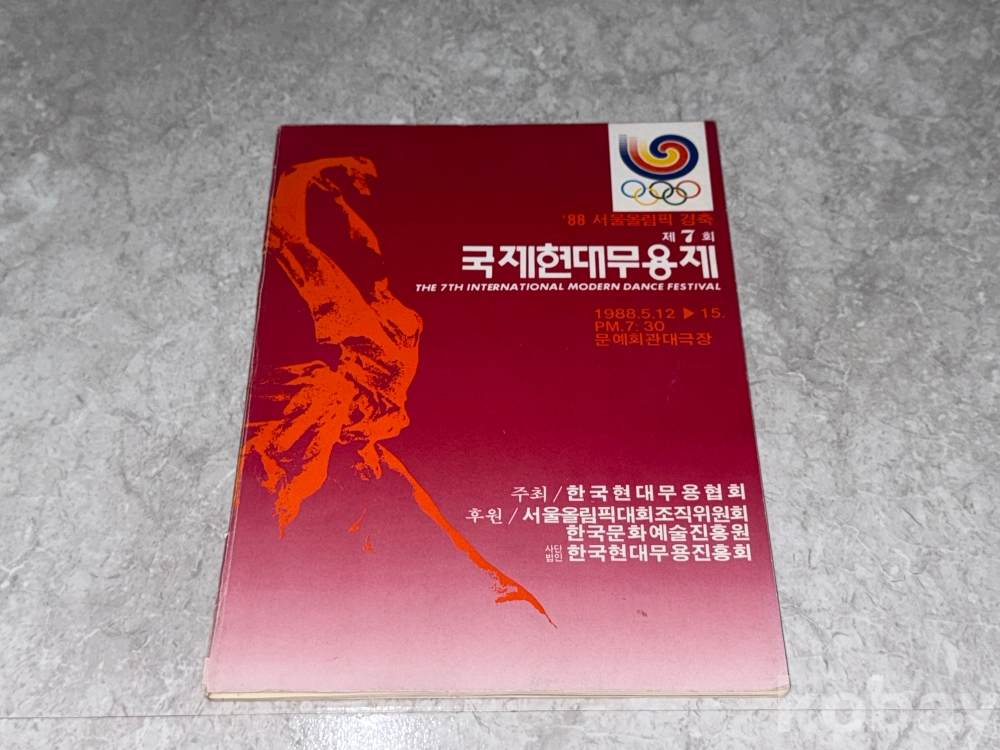 '88 서울올림픽 경축
제 7 회
국제현대무용제
THE 7TH INTERNATIONAL MODERN DANCE FESTIVAL
1988.5.12 ▶ 15.
PM.7: 30
문예회관대극장
주최 / 한국현대무용협회
후원 / 서울올림픽대회조직위원회
한국문화예술진흥원
사단법인 한국현대무용진흥회
kobay